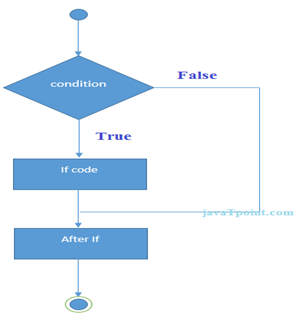 condition
False
True
If code
javaTpoint.com
After If